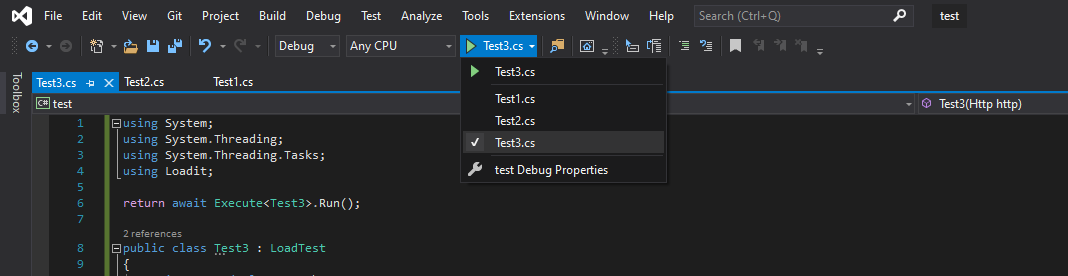 File Edit View Git Project Build Debug Test Analyze Tools Extensions Window Help Search (Ctrl+Q) test
Debug Any CPU Test3.cs
Test3.cs
Test1.cs
Test2.cs
Test3.cs
test Debug Properties
Toolbox
Test3.cs Test2.cs Test1.cs
C# test Test3(Http http)
1 using System;
2 using System.Threading;
3 using System.Threading.Tasks;
4 using Loadit;
5
6 return await Execute<Test3>.Run();
7
2 references
8 public class Test3 : LoadTest
9 {